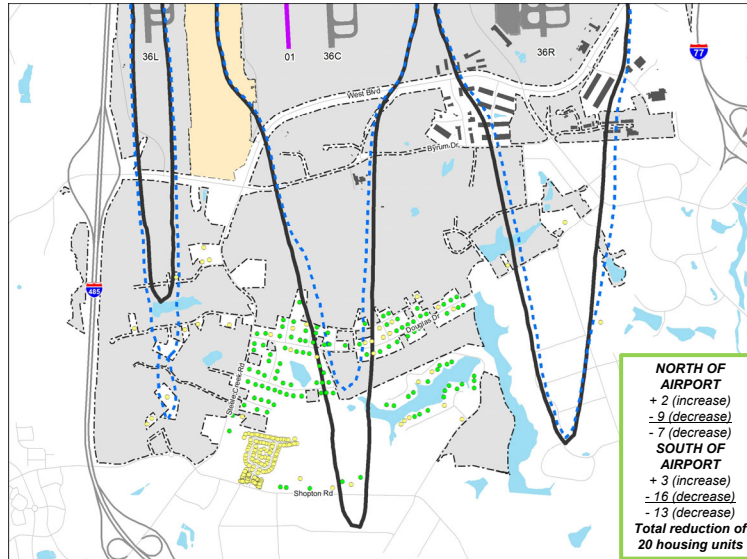 36L
01
36C
36R
77
West Blvd
Byrum Dr
485
Douglas Dr
Steele Creek Rd
Shopton Rd
NORTH OF
AIRPORT
+ 2 (increase)
- 9 (decrease)
- 7 (decrease)
SOUTH OF
AIRPORT
+ 3 (increase)
- 16 (decrease)
- 13 (decrease)
Total reduction of
20 housing units